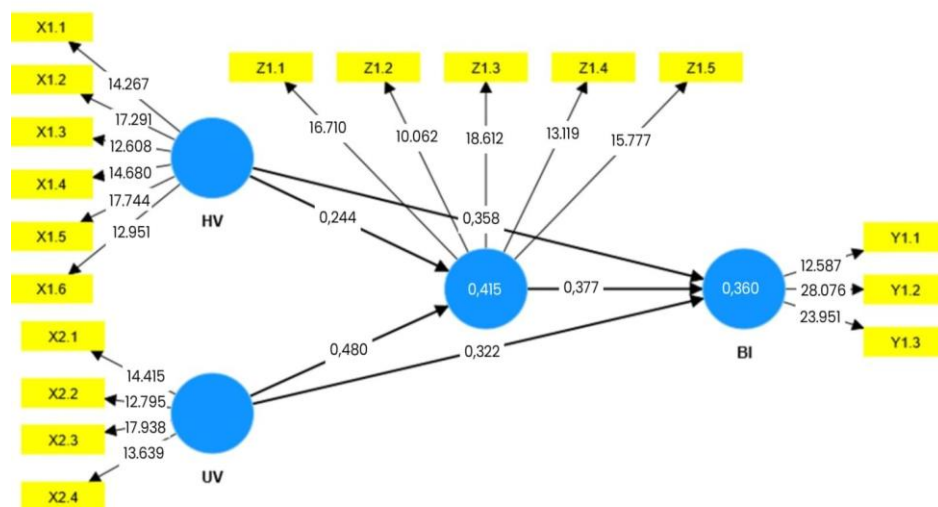 X1.1
X1.2
X1.3
X1.4
X1.5
X1.6
14.267
17.291
12.608
14.680
17.744
12.951
HV
X2.1
X2.2
X2.3
X2.4
14.415
12.795
17.938
13.639
UV
Z1.1
Z1.2
Z1.3
Z1.4
Z1.5
16.710
10.062
18.612
13.119
15.777
0,244
0,358
0,415
0,377
0,480
0,322
0,360
BI
12.587
28.076
23.951
Y1.1
Y1.2
Y1.3